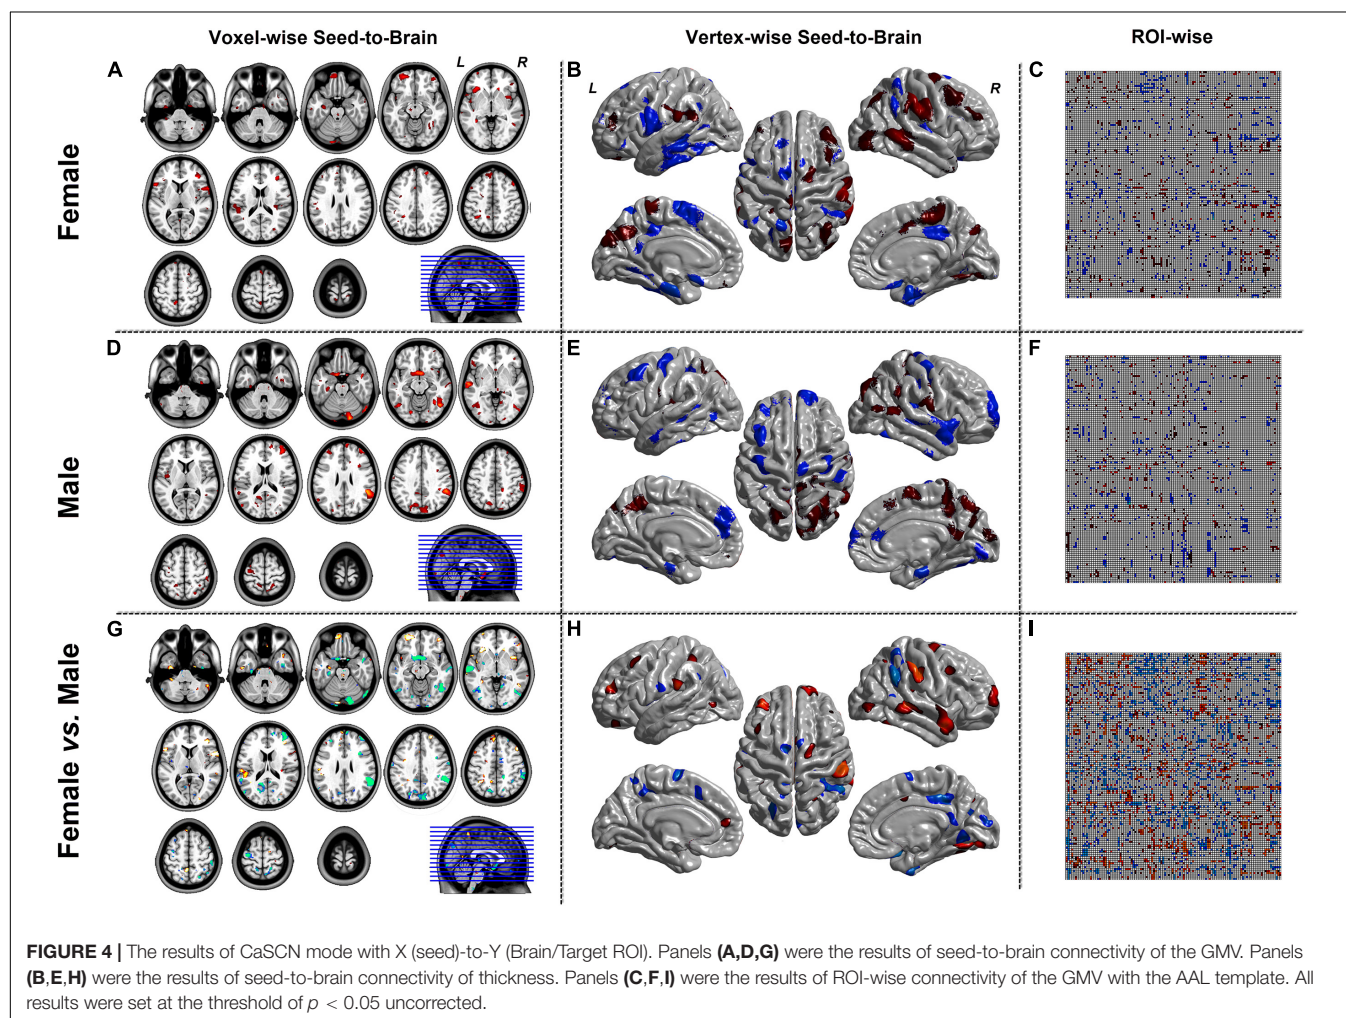 Voxel-wise Seed-to-Brain
Vertex-wise Seed-to-Brain
ROI-wise
Female
A
L
R
B
L
R
C
Male
D
E
F
Female vs. Male
G
H
I
FIGURE 4 | The results of CaSCN mode with X (seed)-to-Y (Brain/Target ROI). Panels (A,D,G) were the results of seed-to-brain connectivity of the GMV. Panels
(B,E,H) were the results of seed-to-brain connectivity of thickness. Panels (C,F,I) were the results of ROI-wise connectivity of the GMV with the AAL template. All
results were set at the threshold of p < 0.05 uncorrected.